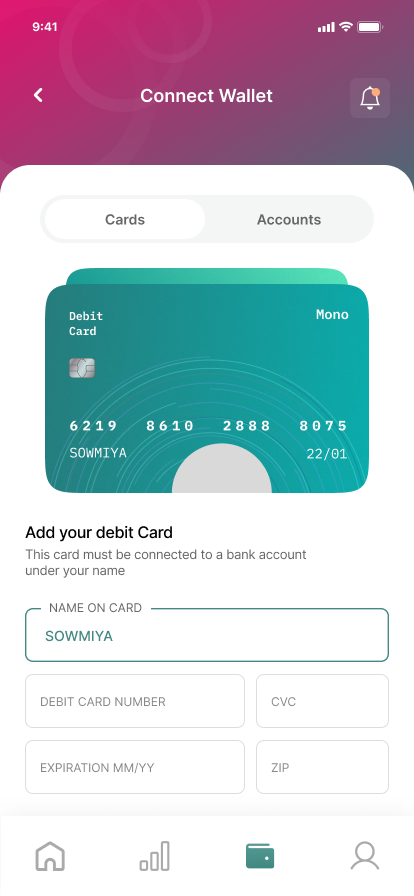 9:41
Connect Wallet
Cards
Accounts
Debit
Card
Mono
6219 8610 2888 8075
SOWMIYA
22/01
Add your debit Card
This card must be connected to a bank account
under your name
NAME ON CARD
SOWMIYA
DEBIT CARD NUMBER
CVC
EXPIRATION MM/YY
ZIP